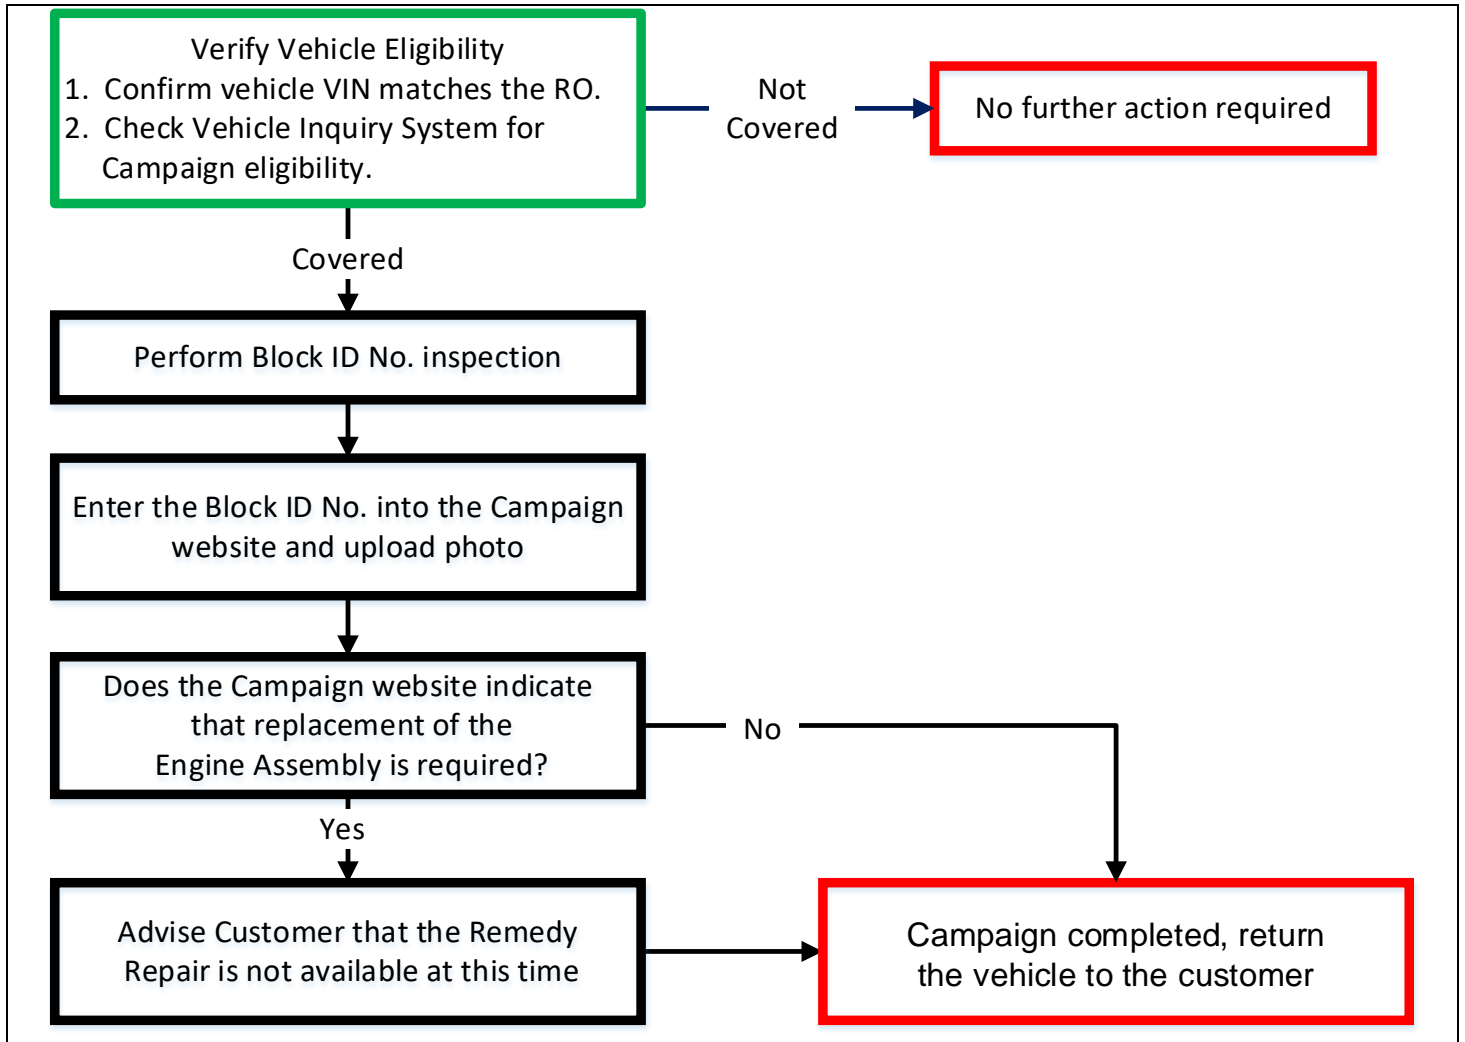 Verify Vehicle Eligibility
1. Confirm vehicle VIN matches the RO.
2. Check Vehicle Inquiry System for
Campaign eligibility.
Not
Covered
No further action required
Covered
Perform Block ID No. inspection
Enter the Block ID No. into the Campaign
website and upload photo
Does the Campaign website indicate
that replacement of the
Engine Assembly is required?
No
Yes
Advise Customer that the Remedy
Repair is not available at this time
Campaign completed, return
the vehicle to the customer